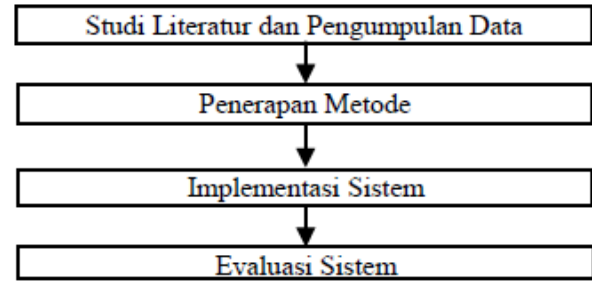 Studi Literatur dan Pengumpulan Data
Penerapan Metode
Implementasi Sistem
Evaluasi Sistem